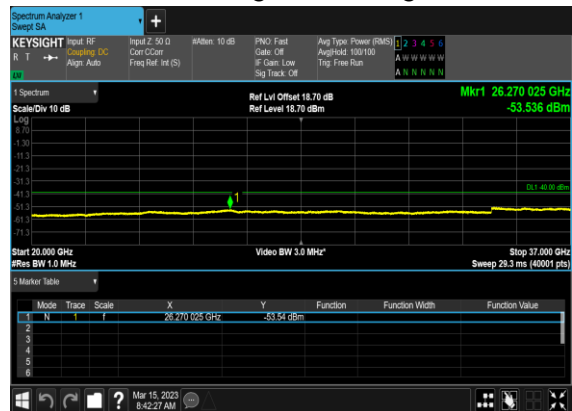 Spectrum Analyzer 1
Swept SA
+
KEYSIGHT Input: RF Input Z: 50 Ω #Atten: 10 dB PNO: Fast Avg Type: Power (RMS) 1 2 3 4 5 6
R T Coupling: DC Corr CCorr Gate: Off Avg|Hold: 100/100 A W W W W W
Align: Auto Freq Ref: Int (S) IF Gain: Low Trig: Free Run
LXI Sig Track: Off A N N N N N
1 Spectrum Ref Lvl Offset 18.70 dB Mkr1 26.270 025 GHz
Scale/Div 10 dB Ref Level 18.70 dBm -53.536 dBm
Log
8.70
-1.30
-11.3
-21.3
-31.3
DL1 -40.00 dBm
-41.3
1
-51.3
-61.3
-71.3
Start 20.000 GHz Video BW 3.0 MHz* Stop 37.000 GHz
#Res BW 1.0 MHz Sweep 29.3 ms (40001 pts)
5 Marker Table
Mode Trace Scale X Y Function Function Width Function Value
1 N 1 f 26.270 025 GHz -53.54 dBm
2
3
4
5
6
? Mar 15, 2023
8:42:27 AM